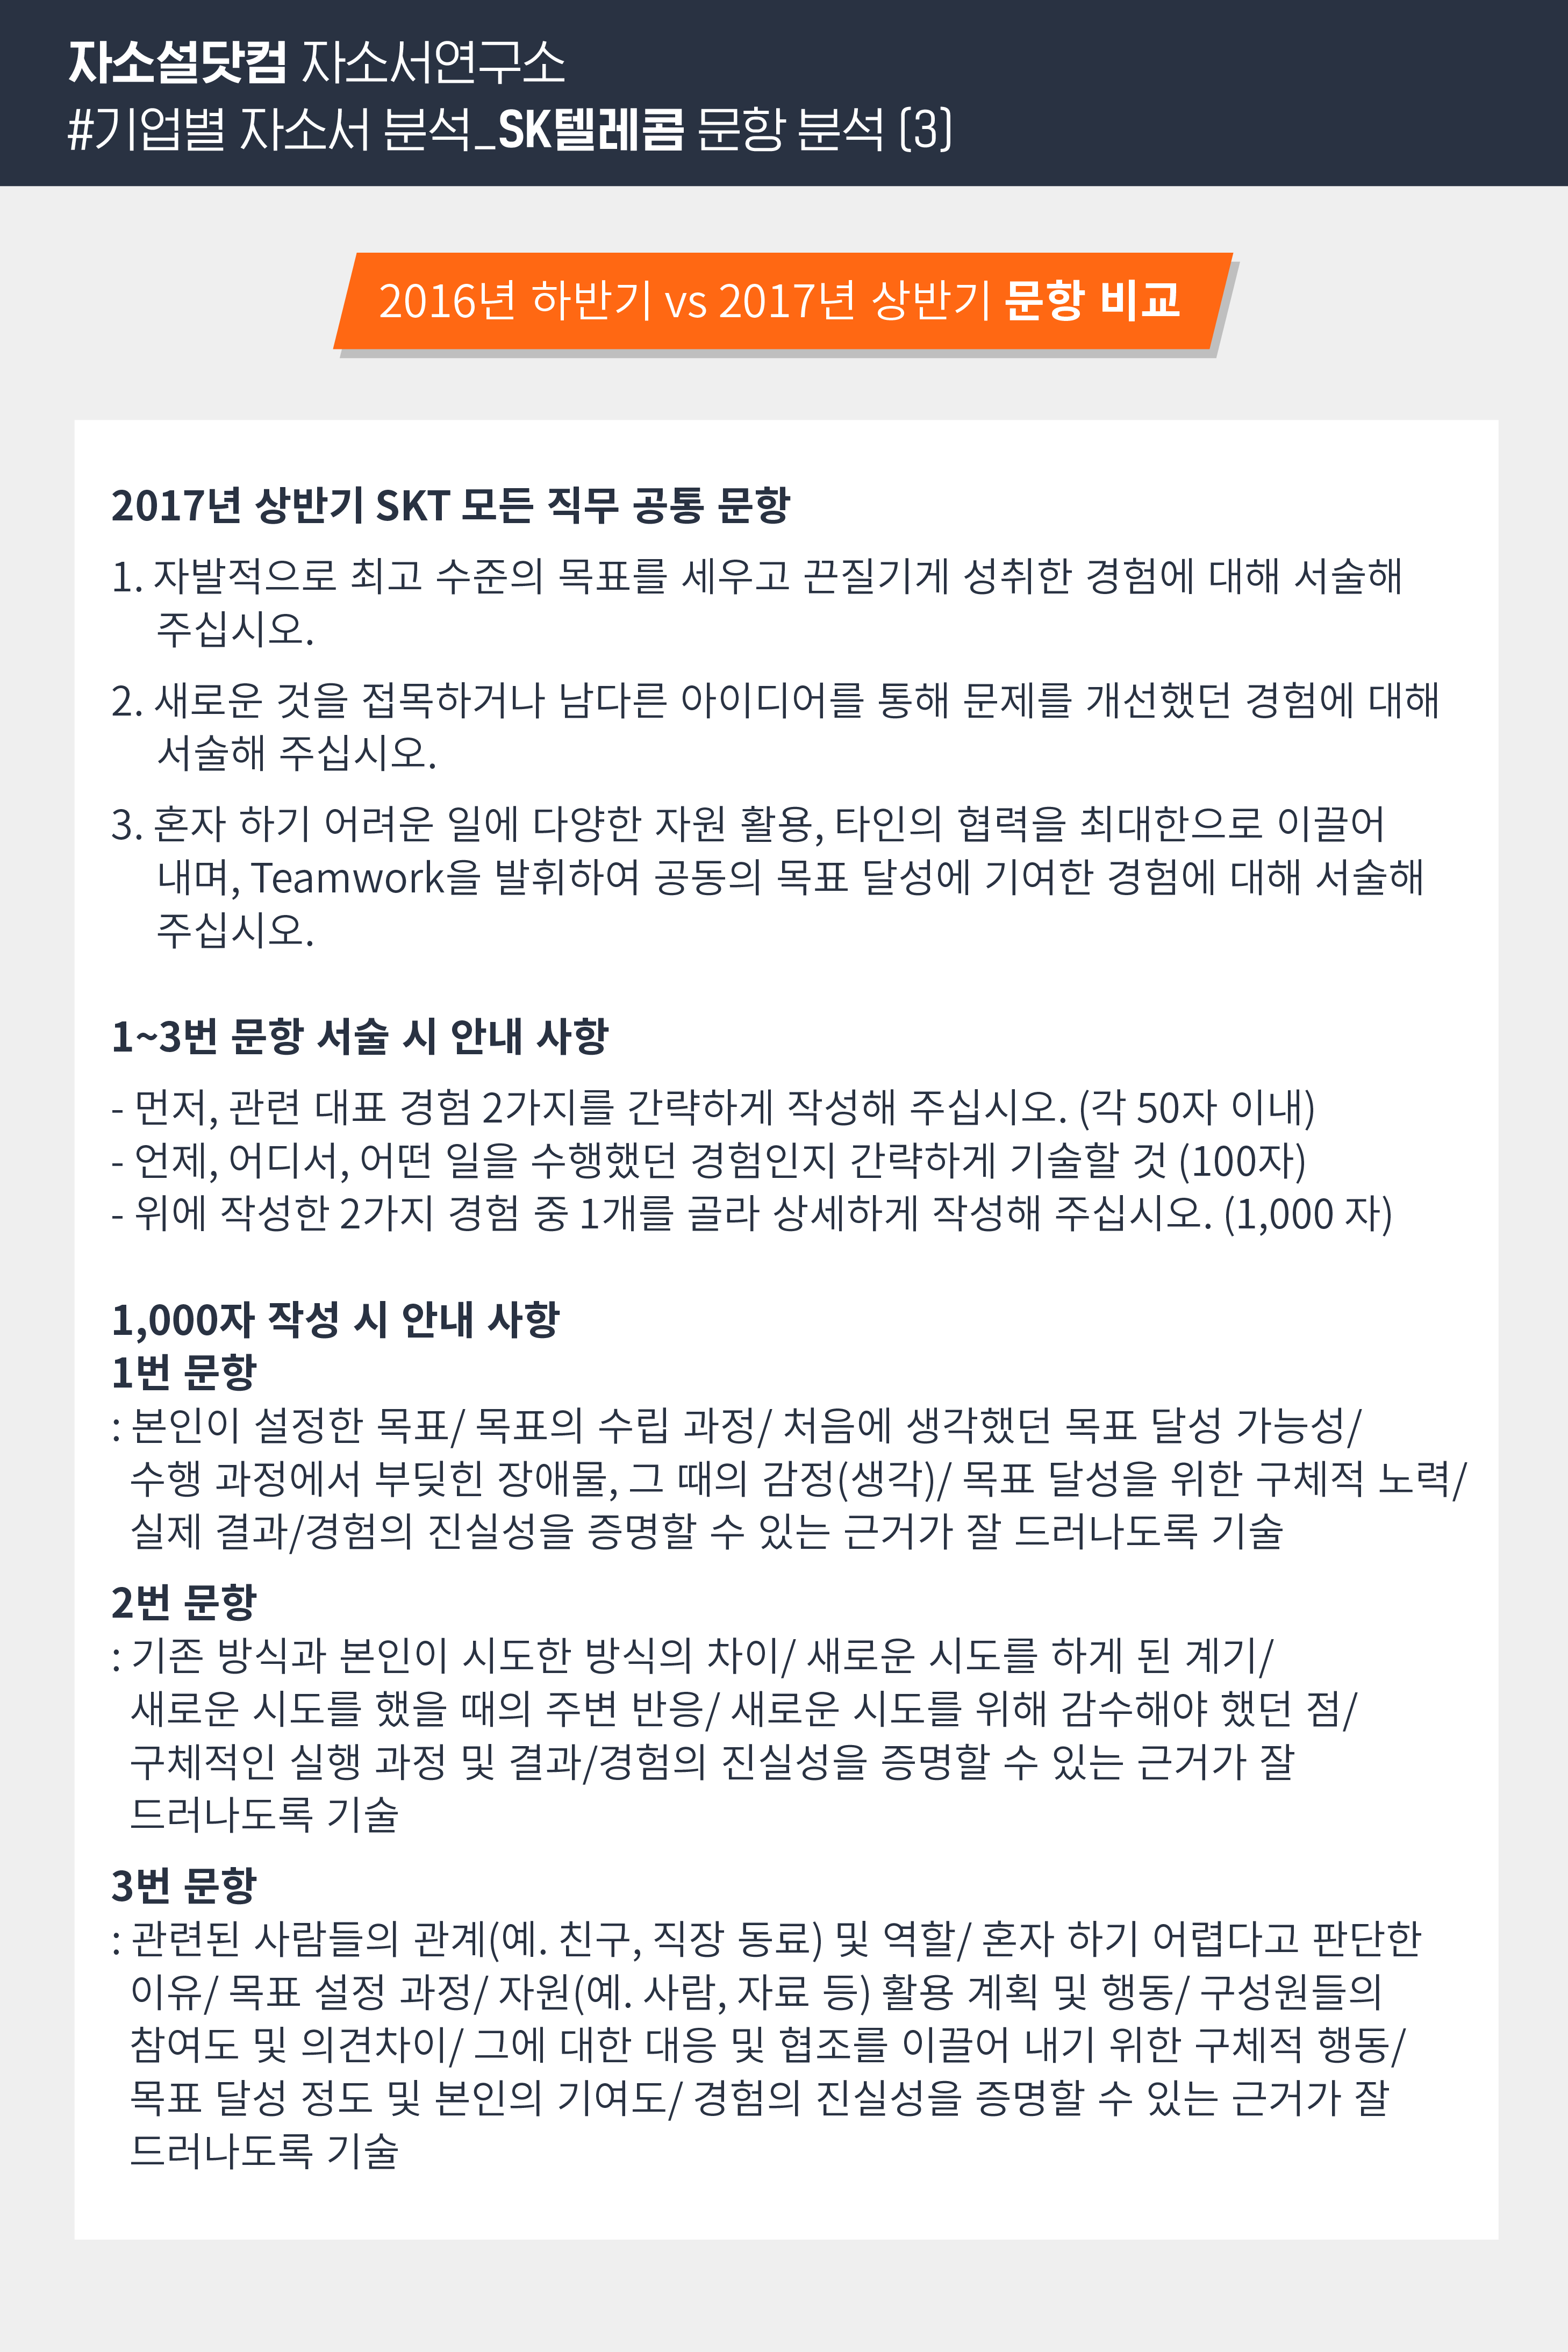 자소설닷컴 자소서연구소
#기업별 자소서 분석_SK텔레콤 문항 분석 (3)
2016년 하반기 vs 2017년 상반기 문항 비교
2017년 상반기 SKT 모든 직무 공통 문항
1. 자발적으로 최고 수준의 목표를 세우고 끈질기게 성취한 경험에 대해 서술해
주십시오.
2. 새로운 것을 접목하거나 남다른 아이디어를 통해 문제를 개선했던 경험에 대해
서술해 주십시오.
3. 혼자 하기 어려운 일에 다양한 자원 활용, 타인의 협력을 최대한으로 이끌어
내며, Teamwork을 발휘하여 공동의 목표 달성에 기여한 경험에 대해 서술해
주십시오.
1~3번 문항 서술 시 안내 사항
- 먼저, 관련 대표 경험 2가지를 간략하게 작성해 주십시오. (각 50자 이내)
- 언제, 어디서, 어떤 일을 수행했던 경험인지 간략하게 기술할 것 (100자)
- 위에 작성한 2가지 경험 중 1개를 골라 상세하게 작성해 주십시오. (1,000 자)
1,000자 작성 시 안내 사항
1번 문항
: 본인이 설정한 목표/ 목표의 수립 과정/ 처음에 생각했던 목표 달성 가능성/
수행 과정에서 부딪힌 장애물, 그 때의 감정(생각)/ 목표 달성을 위한 구체적 노력/
실제 결과/경험의 진실성을 증명할 수 있는 근거가 잘 드러나도록 기술
2번 문항
: 기존 방식과 본인이 시도한 방식의 차이/ 새로운 시도를 하게 된 계기/
새로운 시도를 했을 때의 주변 반응/ 새로운 시도를 위해 감수해야 했던 점/
구체적인 실행 과정 및 결과/경험의 진실성을 증명할 수 있는 근거가 잘
드러나도록 기술
3번 문항
: 관련된 사람들의 관계(예. 친구, 직장 동료) 및 역할/ 혼자 하기 어렵다고 판단한
이유/ 목표 설정 과정/ 자원(예. 사람, 자료 등) 활용 계획 및 행동/ 구성원들의
참여도 및 의견차이/ 그에 대한 대응 및 협조를 이끌어 내기 위한 구체적 행동/
목표 달성 정도 및 본인의 기여도/ 경험의 진실성을 증명할 수 있는 근거가 잘
드러나도록 기술